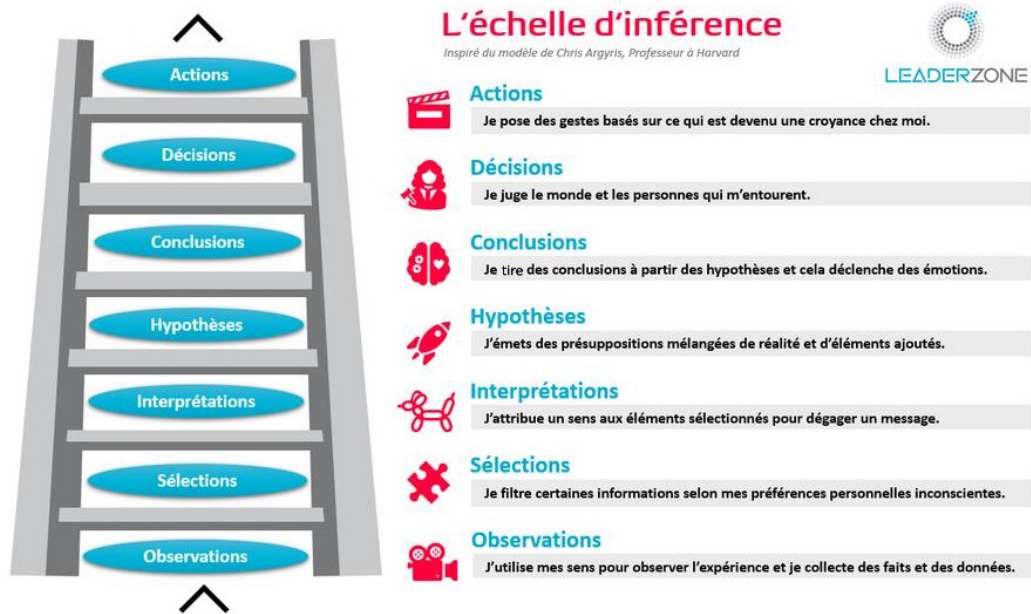 Actions
Décisions
Conclusions
Hypothèses
Interprétations
Sélections
Observations
L'échelle d'inférence
Inspiré du modèle de Chris Argyris, Professeur à Harvard
LEADERZONE
Actions
Je pose des gestes basés sur ce qui est devenu une croyance chez moi.
Décisions
Je juge le monde et les personnes qui m'entourent.
Conclusions
Je tire des conclusions à partir des hypothèses et cela déclenche des émotions.
Hypothèses
J'émets des présuppositions mélangées de réalité et d'éléments ajoutés.
Interprétations
J'attribue un sens aux éléments sélectionnés pour dégager un message.
Sélections
Je filtre certaines informations selon mes préférences personnelles inconscientes.
Observations
J'utilise mes sens pour observer l'expérience et je collecte des faits et des données.